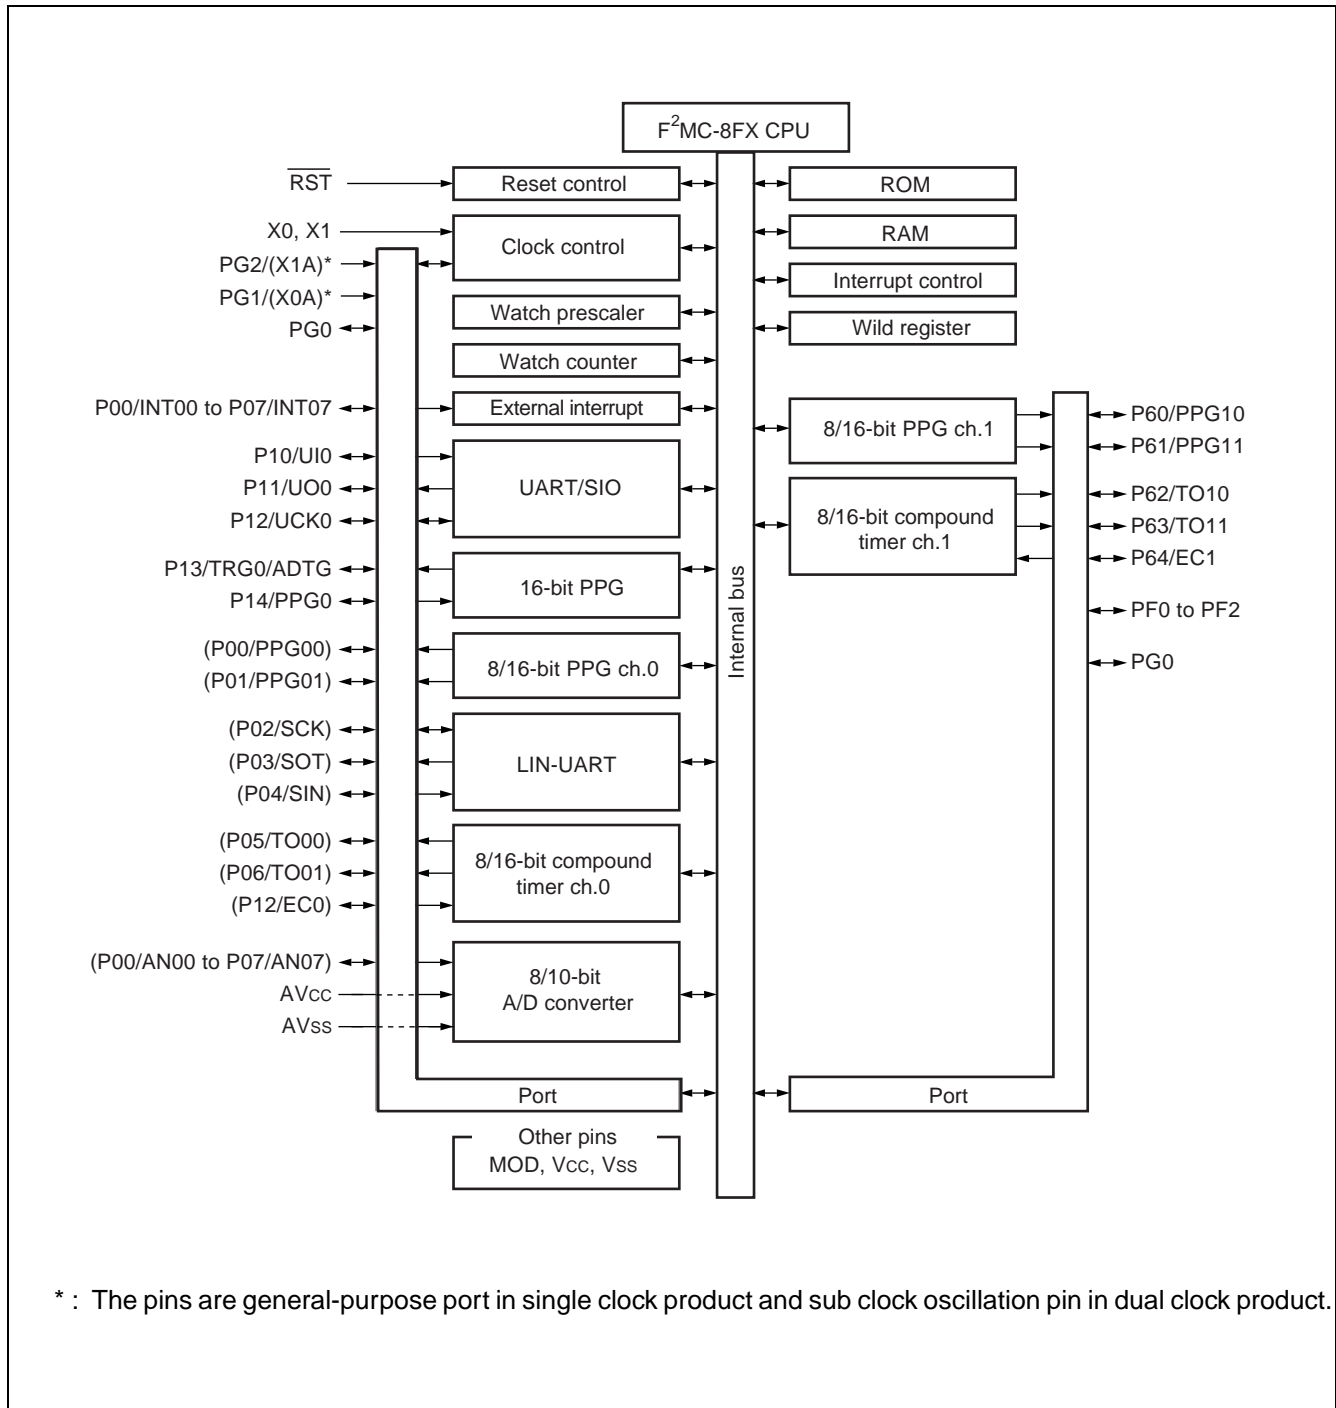 F²MC-8FX CPU
RST
Reset control
ROM
X0, X1
Clock control
RAM
PG2/(X1A)*
PG1/(X0A)*
Interrupt control
PG0
Watch prescaler
Wild register
Watch counter
P00/INT00 to P07/INT07
External interrupt
8/16-bit PPG ch.1
P60/PPG10
P61/PPG11
P10/UI0
P11/UO0
P12/UCK0
UART/SIO
8/16-bit compound
timer ch.1
P62/TO10
P63/TO11
P64/EC1
P13/TRG0/ADTG
P14/PPG0
16-bit PPG
Internal bus
PF0 to PF2
(P00/PPG00)
(P01/PPG01)
8/16-bit PPG ch.0
PG0
(P02/SCK)
(P03/SOT)
(P04/SIN)
LIN-UART
(P05/TO00)
(P06/TO01)
(P12/EC0)
8/16-bit compound
timer ch.0
(P00/AN00 to P07/AN07)
AVCC
AVSS
8/10-bit
A/D converter
Port
Port
Other pins
MOD, VCC, VSS
* : The pins are general-purpose port in single clock product and sub clock oscillation pin in dual clock product.